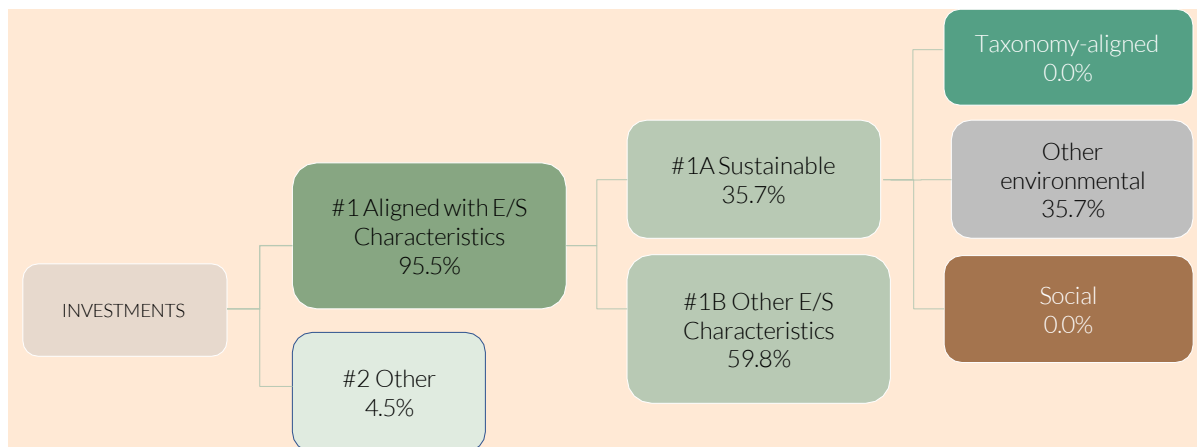 INVESTMENTS
#1 Aligned with E/S
Characteristics
95.5%
#2 Other
4.5%
#1A Sustainable
35.7%
#1B Other E/S
Characteristics
59.8%
Taxonomy-aligned
0.0%
Other
environmental
35.7%
Social
0.0%